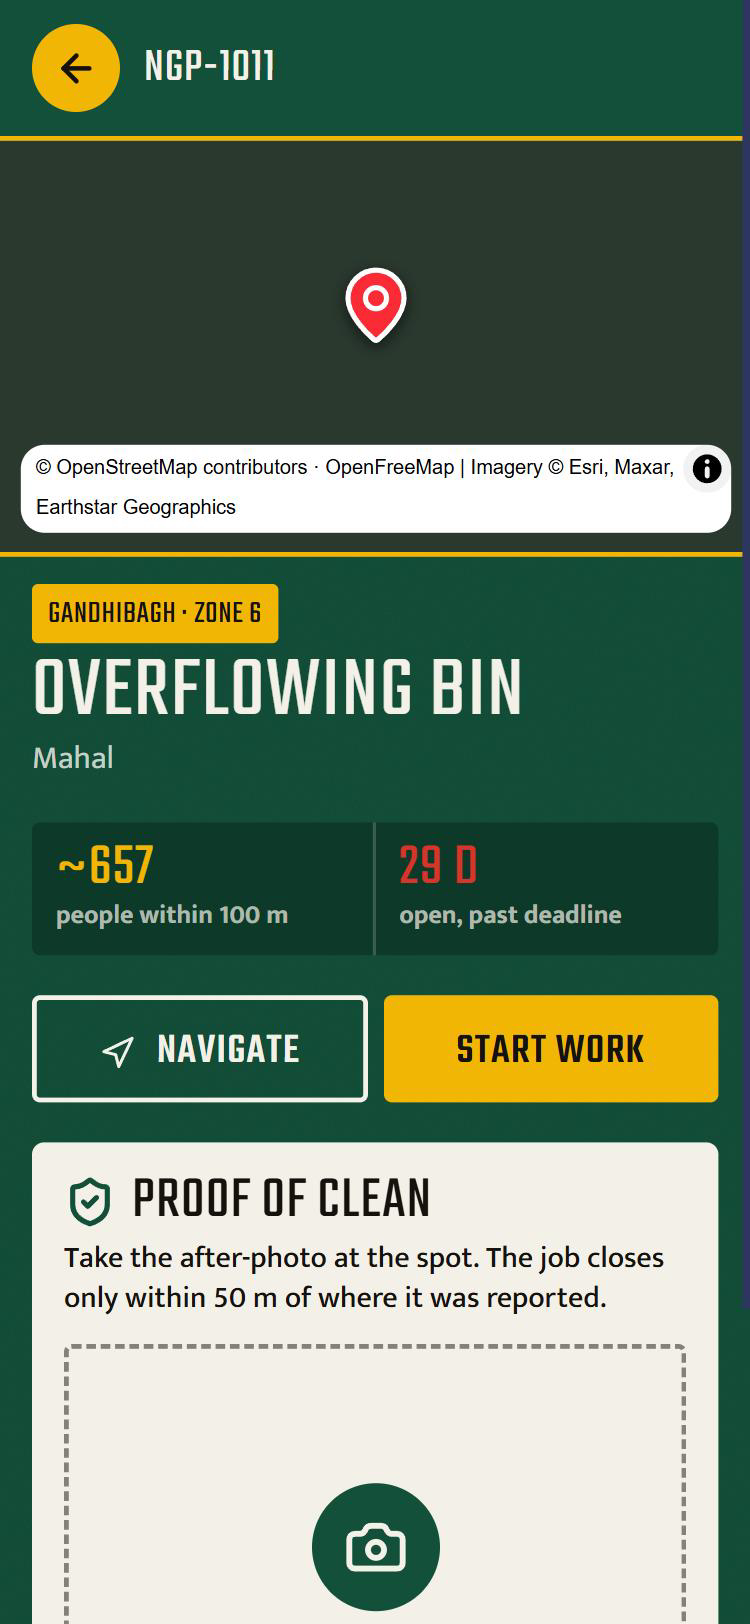 NGP-1011
© OpenStreetMap contributors · OpenFreeMap | Imagery © Esri, Maxar,
Earthstar Geographics
GANDHIBAGH · ZONE 6
OVERFLOWING BIN
Mahal
~657
people within 100 m
29 D
open, past deadline
NAVIGATE
START WORK
PROOF OF CLEAN
Take the after-photo at the spot. The job closes
only within 50 m of where it was reported.